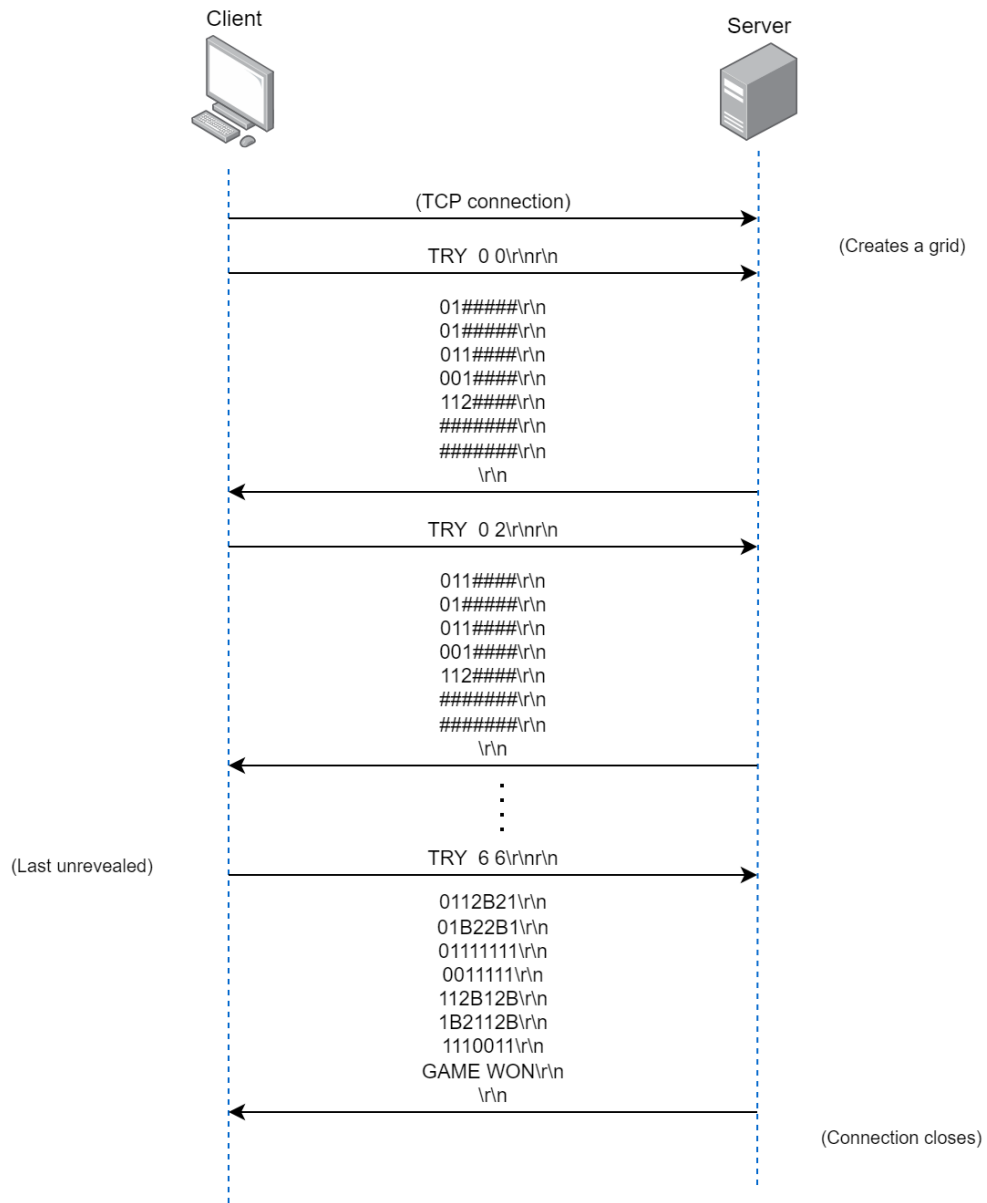 Client
Server
(TCP connection)
(Creates a grid)
TRY  0 0\r\nr\n
01#####\r\n
01#####\r\n
011####\r\n
001####\r\n
112####\r\n
#######\r\n
#######\r\n
\r\n
TRY  0 2\r\nr\n
011####\r\n
01#####\r\n
011####\r\n
001####\r\n
112####\r\n
#######\r\n
#######\r\n
\r\n
(Last unrevealed)
TRY  6 6\r\nr\n
0112B21\r\n
01B22B1\r\n
01111111\r\n
0011111\r\n
112B12B\r\n
1B2112B\r\n
1110011\r\n
GAME WON\r\n
\r\n
(Connection closes)